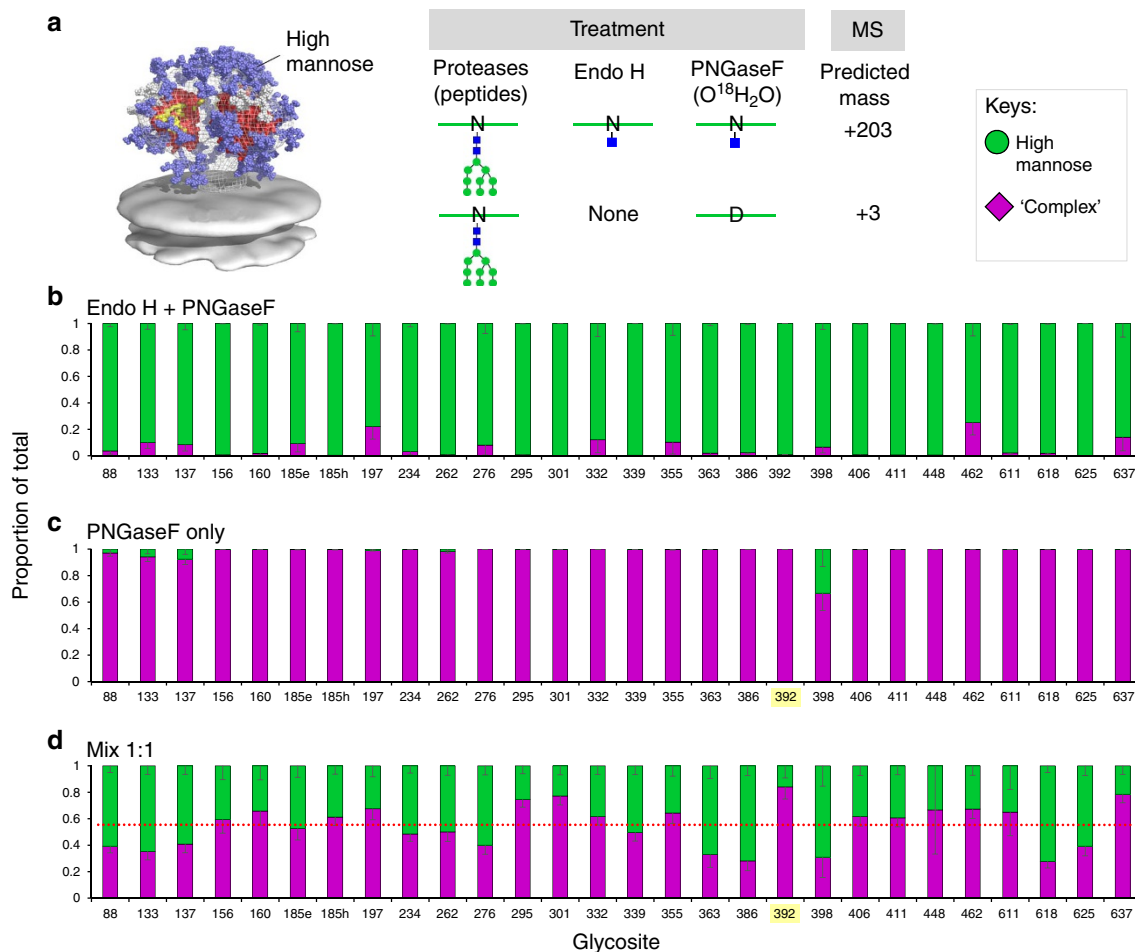 a
High
mannose
Treatment
MS
Proteases
(peptides)
Endo H
PNGaseF
(O18H2O)
Predicted
mass
N
N
N
+203
N
None
D
+3
Keys:
High
mannose
'Complex'
b
Endo H + PNGaseF
1
0.8
0.6
0.4
0.2
0
88 133 137 156 160 185e 185h 197 234 262 276 295 301 332 339 355 363 386 392 398 406 411 448 462 611 618 625 637
c
PNGaseF only
1
0.8
0.6
0.4
0.2
0
88 133 137 156 160 185e 185h 197 234 262 276 295 301 332 339 355 363 386 392 398 406 411 448 462 611 618 625 637
Proportion of total
d
Mix 1:1
1
0.8
0.6
0.4
0.2
0
88 133 137 156 160 185e 185h 197 234 262 276 295 301 332 339 355 363 386 392 398 406 411 448 462 611 618 625 637
Glycosite